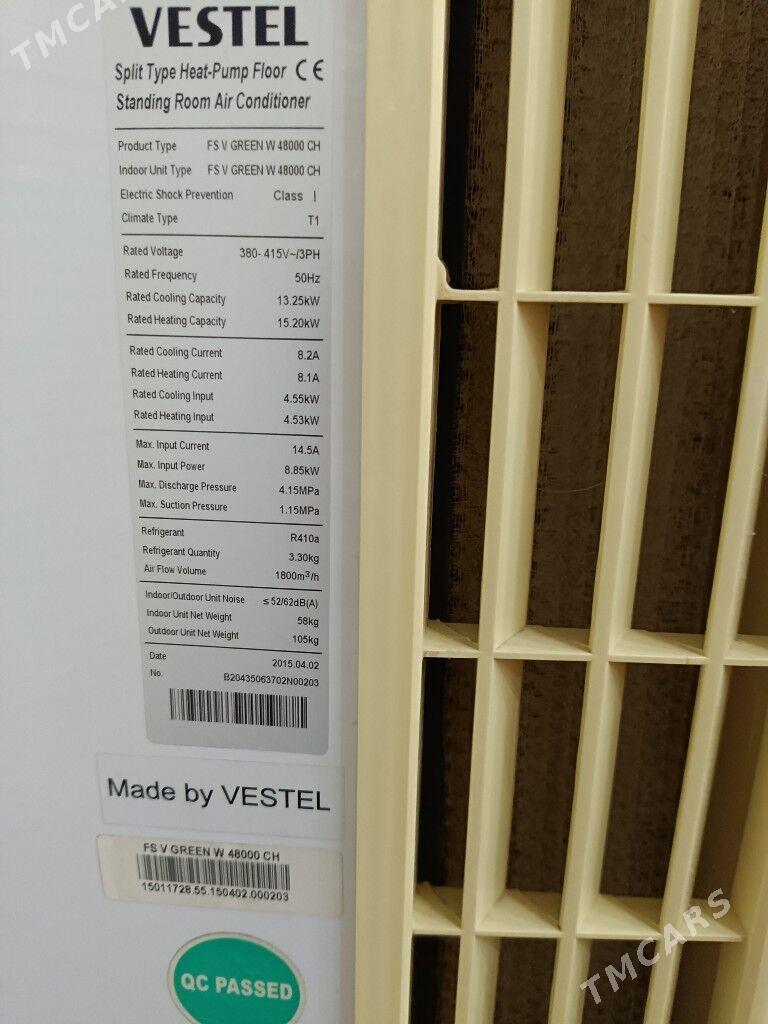 VESTEL
Split Type Heat-Pump Floor CE
Standing Room Air Conditioner
Product Type FS V GREEN W 48000 CH
Indoor Unit Type FS V GREEN W 48000 CH
Electric Shock Prevention Class I
Climate Type T1
Rated Voltage 380- 415V~/3PH
Rated Frequency 50Hz
Rated Cooling Capacity 13.25kW
Rated Heating Capacity 15.20kW
Rated Cooling Current 8.2A
Rated Heating Current 8.1A
Rated Cooling Input 4.55kW
Rated Heating Input 4.53kW
Max. Input Current 14.5A
Max. Input Power 8.85kW
Max. Discharge Pressure 4.15MPa
Max. Suction Pressure 1.15MPa
Refrigerant R410a
Refrigerant Quantity 3.30kg
Air Flow Volume 1800m³/h
Indoor/Outdoor Unit Noise ≤52/62dB(A)
Indoor Unit Net Weight 58kg
Outdoor Unit Net Weight 105kg
Date 2015.04.02
No. B20435063702N00203
Made by VESTEL
FS V GREEN W 48000 CH
15011728.55.150402.000203
QC PASSED
TMCARS
TMCARS